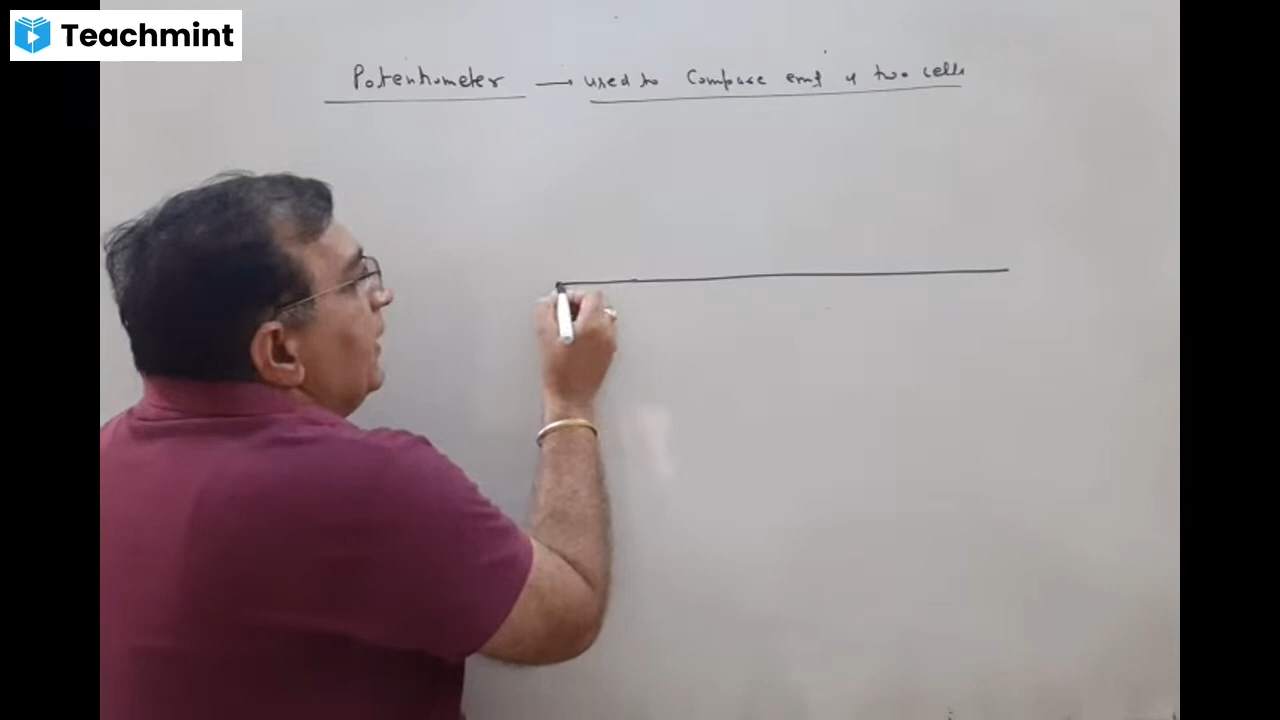 Teachmint
Potentiometer → used to Compare emf of two cells